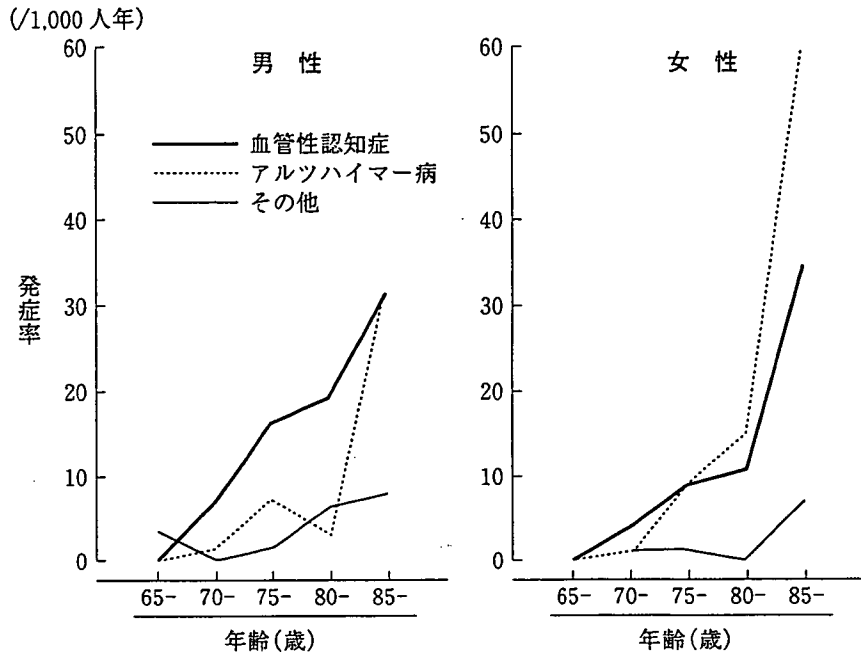 (/1,000 人年)
男 性
60
50
40
30
20
10
0
発症率
血管性認知症
アルツハイマー病
その他
65- 70- 75- 80- 85-
年齢(歳)
女 性
60
50
40
30
20
10
0
65- 70- 75- 80- 85-
年齢(歳)